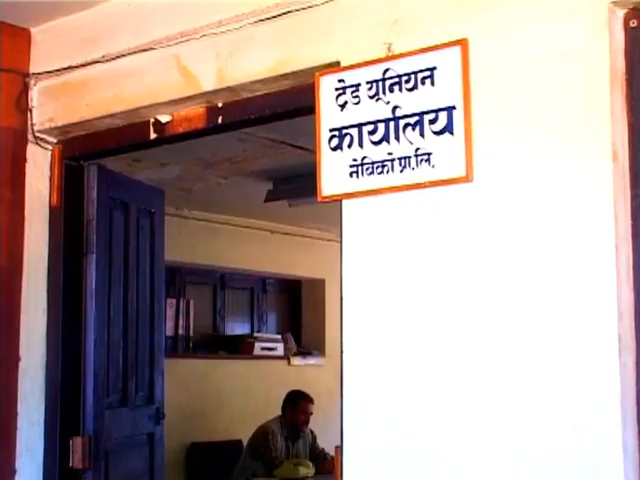 ट्रेड यूनियन
कार्यालय
नेबिको प्रा.लि.